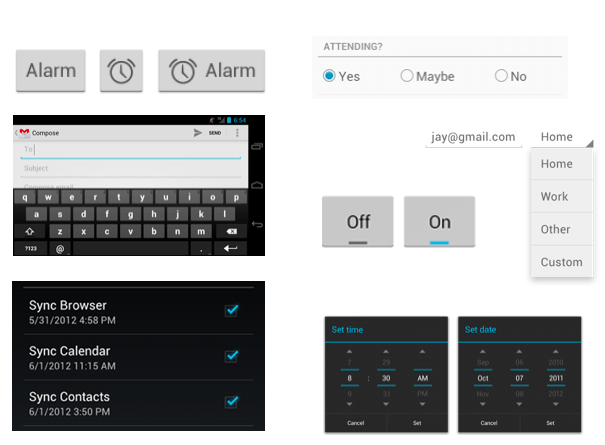 Alarm
Alarm
ATTENDING?
Yes Maybe No
6:54
Compose
SEND
To
Subject
Compose email
q w e r t y u i o p
a s d f g h j k l
z x c v b n m
?123 @ .
jay@gmail.com Home
Home
Work
Other
Custom
Off On
Sync Browser
5/31/2012 4:58 PM
Sync Calendar
6/1/2012 11:15 AM
Sync Contacts
6/1/2012 3:50 PM
Set time
7 29
8 : 30 AM
9 31 PM
Cancel Set
Set date
Sep 06 2010
Oct 07 2011
Nov 08 2012
Cancel Set